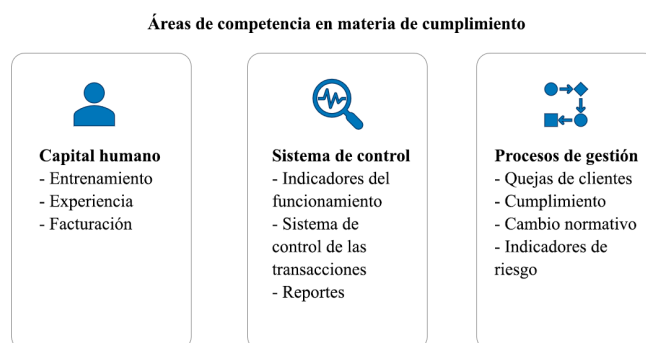 Áreas de competencia en materia de cumplimiento
Capital humano
- Entrenamiento
- Experiencia
- Facturación
Sistema de control
- Indicadores del
funcionamiento
- Sistema de
control de las
transacciones
- Reportes
Procesos de gestión
- Quejas de clientes
- Cumplimiento
- Cambio normativo
- Indicadores de
riesgo